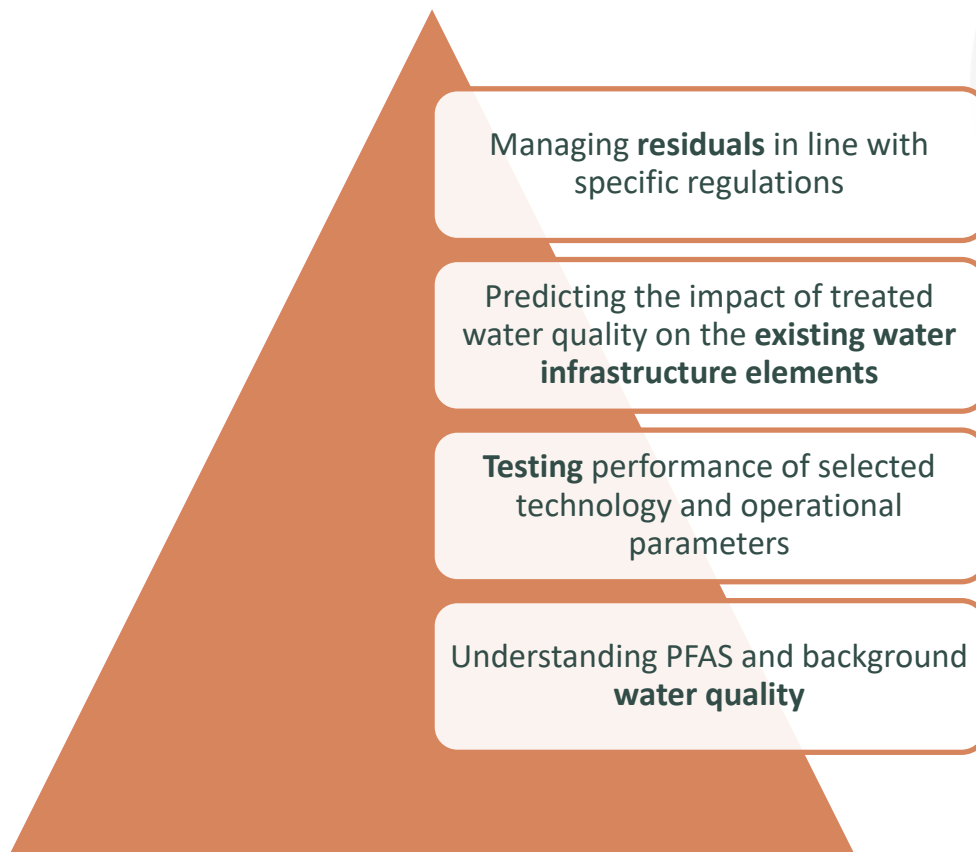 Managing residuals in line with
specific regulations
Predicting the impact of treated
water quality on the existing water
infrastructure elements
Testing performance of selected
technology and operational
parameters
Understanding PFAS and background
water quality